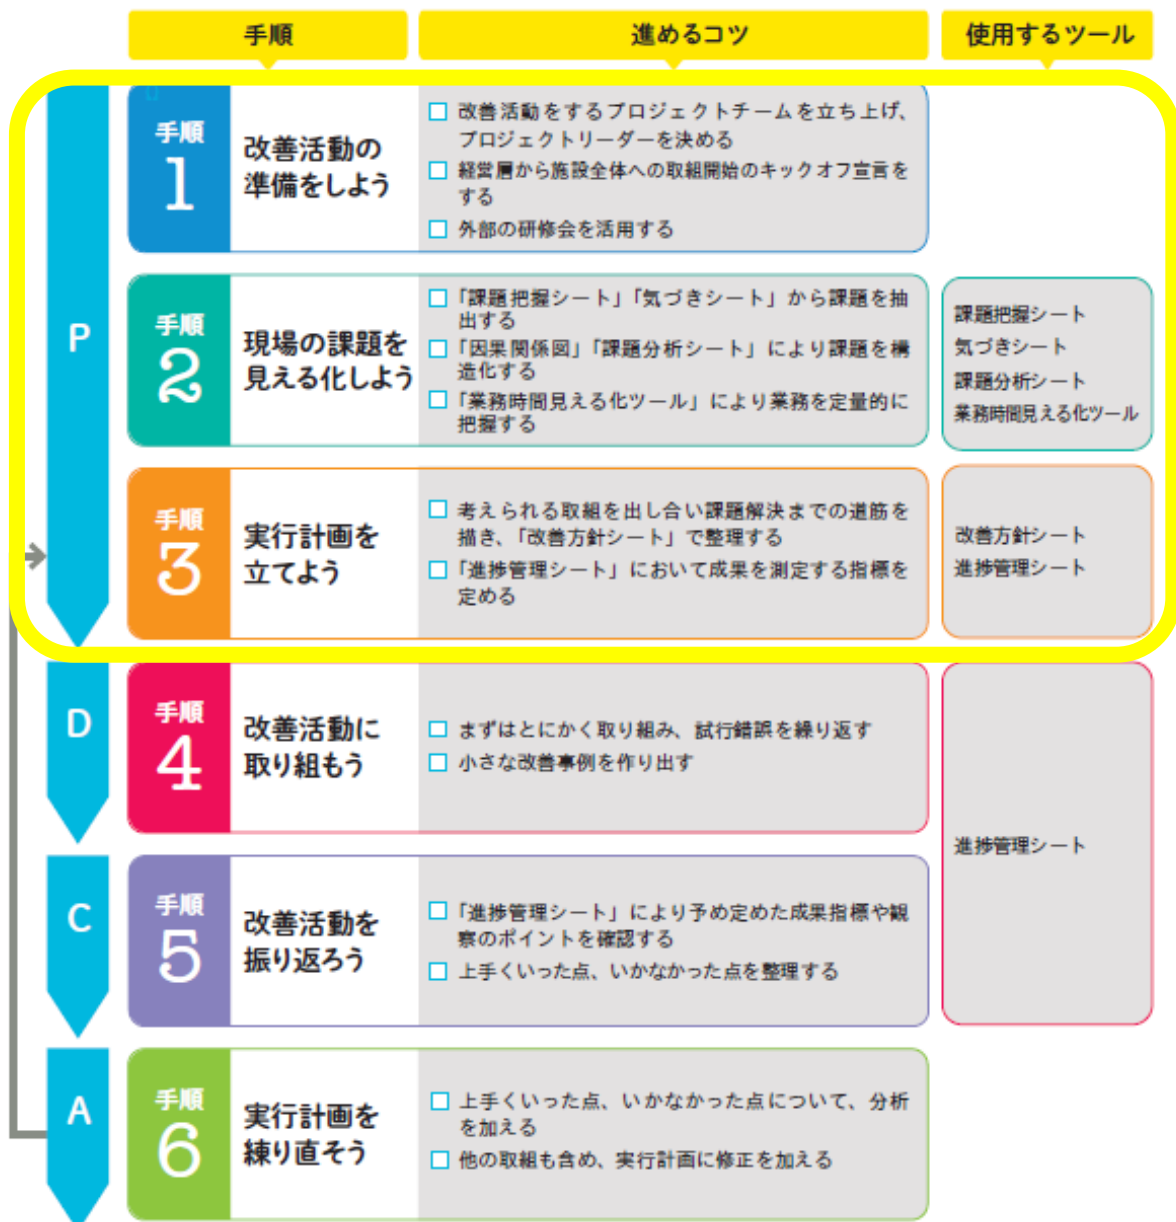 手順
進めるコツ
使用するツール
P
手順
1
改善活動の
準備をしよう
□ 改善活動をするプロジェクトチームを立ち上げ、
プロジェクトリーダーを決める
□ 経営層から施設全体への取組開始のキックオフ宣言を
する
□ 外部の研修会を活用する
手順
2
現場の課題を
見える化しよう
□ 「課題把握シート」「気づきシート」から課題を抽
出する
□ 「因果関係図」「課題分析シート」により課題を構
造化する
□ 「業務時間見える化ツール」により業務を定量的に
把握する
課題把握シート
気づきシート
課題分析シート
業務時間見える化ツール
手順
3
実行計画を
立てよう
□ 考えられる取組を出し合い課題解決までの道筋を
描き、「改善方針シート」で整理する
□ 「進捗管理シート」において成果を測定する指標を
定める
改善方針シート
進捗管理シート
D
手順
4
改善活動に
取り組もう
□ まずはとにかく取り組み、試行錯誤を繰り返す
□ 小さな改善事例を作り出す
進捗管理シート
C
手順
5
改善活動を
振り返ろう
□ 「進捗管理シート」により予め定めた成果指標や観
察のポイントを確認する
□ 上手くいった点、いかなかった点を整理する
A
手順
6
実行計画を
練り直そう
□ 上手くいった点、いかなかった点について、分析
を加える
□ 他の取組も含め、実行計画に修正を加える